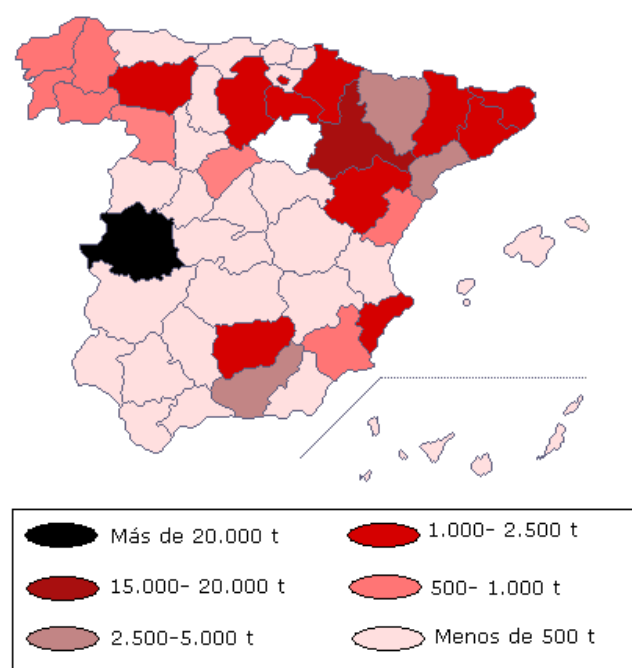 Más de 20.000 t
1.000- 2.500 t
15.000- 20.000 t
500- 1.000 t
2.500-5.000 t
Menos de 500 t